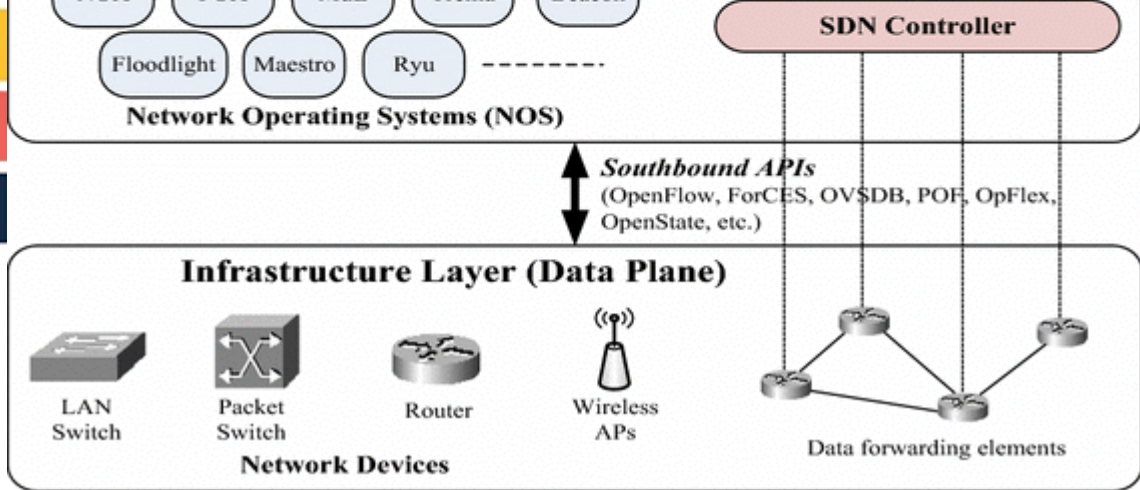 SDN Controller
Floodlight
Maestro
Ryu
Network Operating Systems (NOS)
Southbound APIs
(OpenFlow, ForCES, OVSDB, POF, OpFlex,
OpenState, etc.)
Infrastructure Layer (Data Plane)
LAN
Switch
Packet
Switch
Router
Wireless
APs
Data forwarding elements
Network Devices